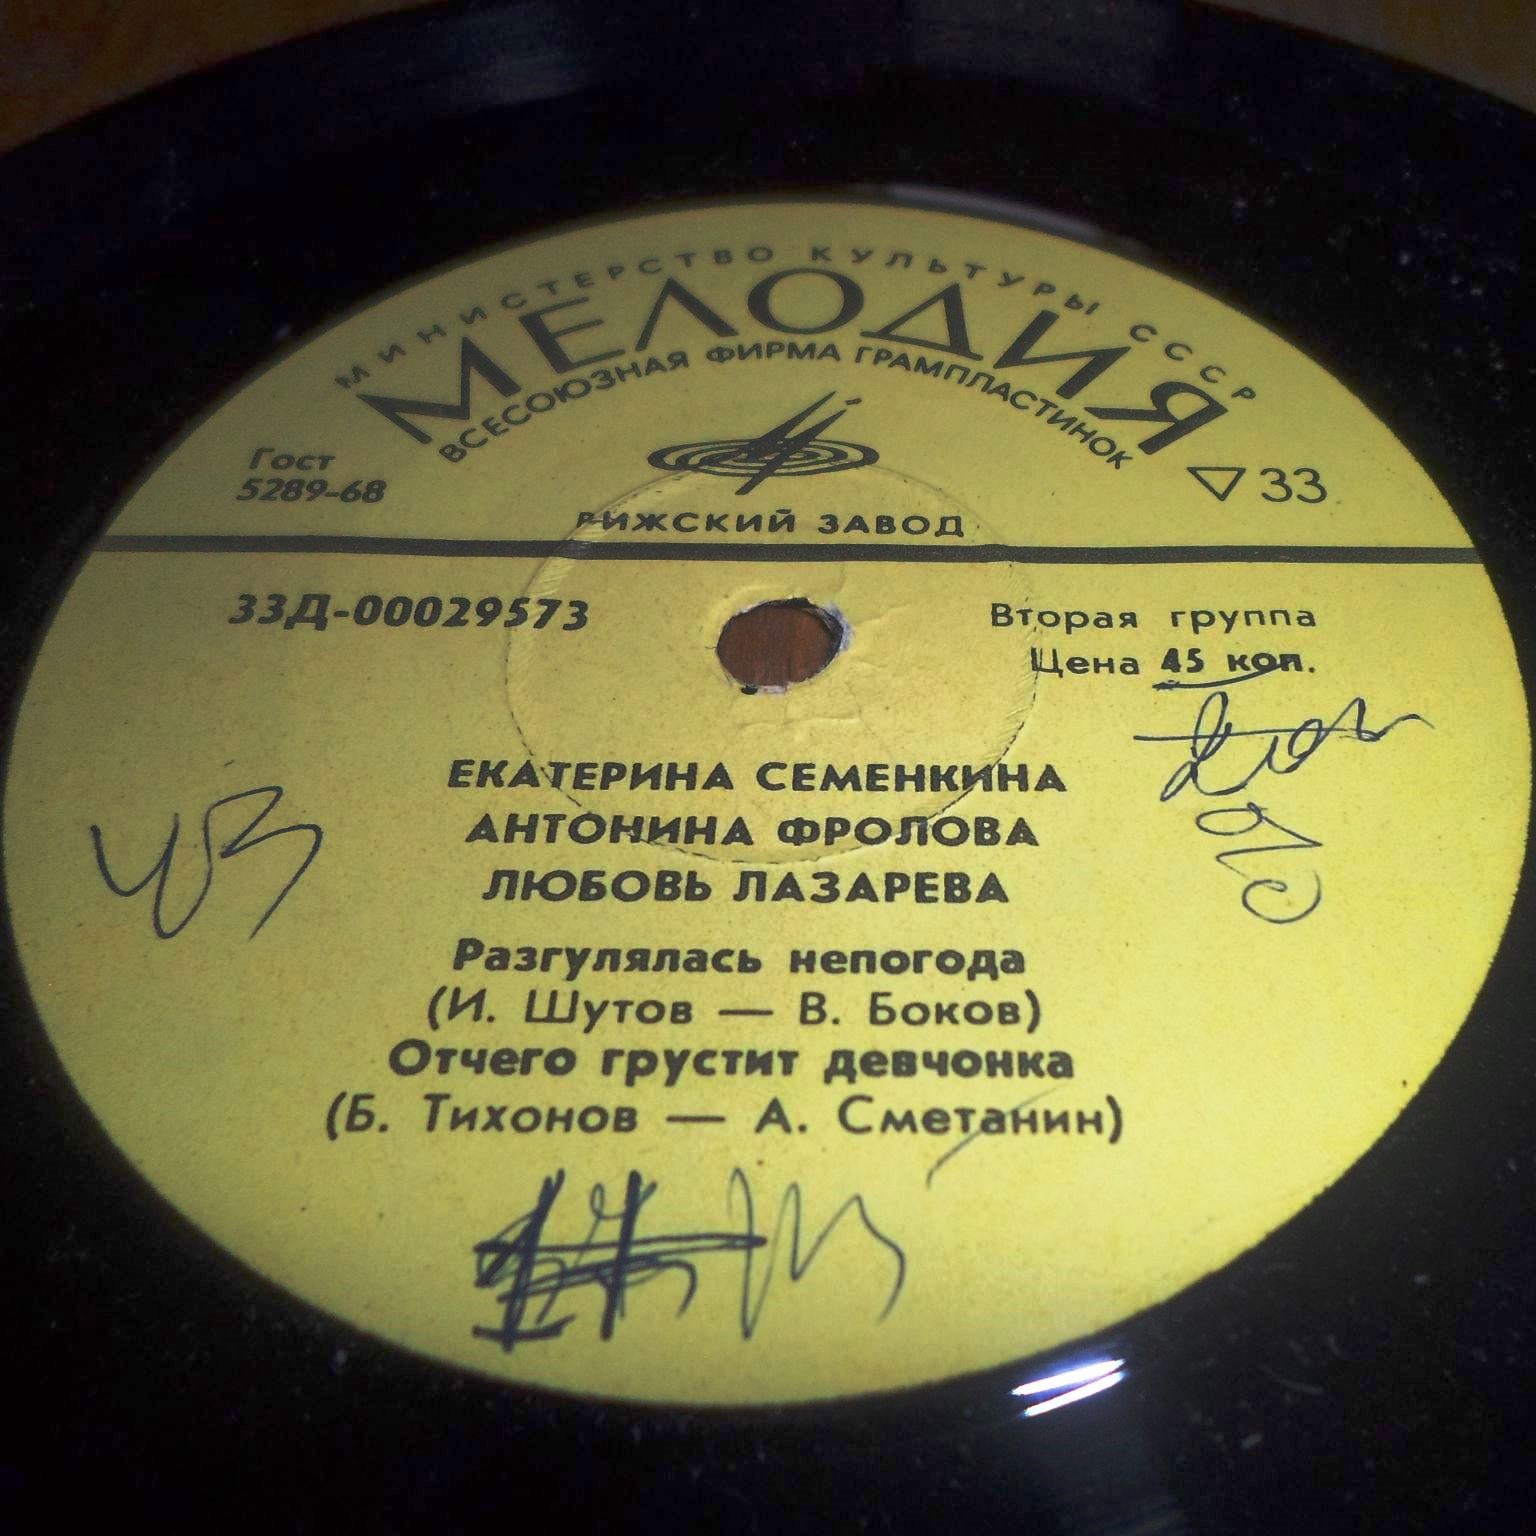 МИНИСТЕРСТВО КУЛЬТУРЫ СССР
МЕЛОДИЯ
ВСЕСОЮЗНАЯ ФИРМА ГРАМПЛАСТИНОК
Гост
5289-68
▽33
РИЖСКИЙ ЗАВОД
33Д-00029573
Вторая группа
Цена 45 коп.
ЕКАТЕРИНА СЕМЕНКИНА
АНТОНИНА ФРОЛОВА
ЛЮБОВЬ ЛАЗАРЕВА
Разгулялась непогода
(И. Шутов — В. Боков)
Отчего грустит девчонка
(Б. Тихонов — А. Сметанин)